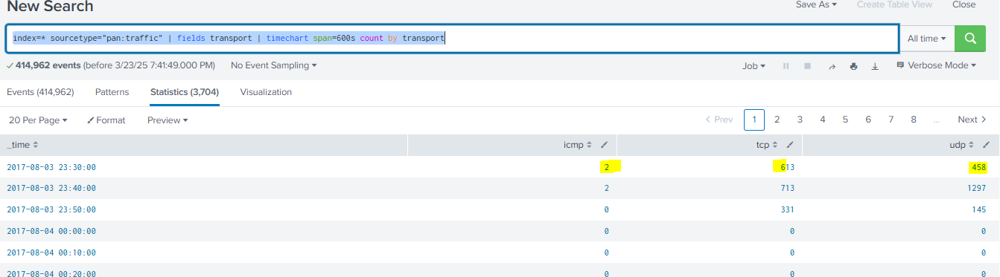 New Search
Save As Create Table View Close
index=* sourcetype="pan:traffic" | fields transport | timechart span=600s count by transport
All time
414,962 events (before 3/23/25 7:41:49.000 PM) No Event Sampling
Job
Verbose Mode
Events (414,962) Patterns Statistics (3,704) Visualization
20 Per Page Format Preview
< Prev 1 2 3 4 5 6 7 8 ... Next >
_time icmp tcp udp
2017-08-03 23:30:00 2 613 458
2017-08-03 23:40:00 2 713 1297
2017-08-03 23:50:00 0 331 145
2017-08-04 00:00:00 0 0 0
2017-08-04 00:10:00 0 0 0
2017-08-04 00:20:00 0 0 0